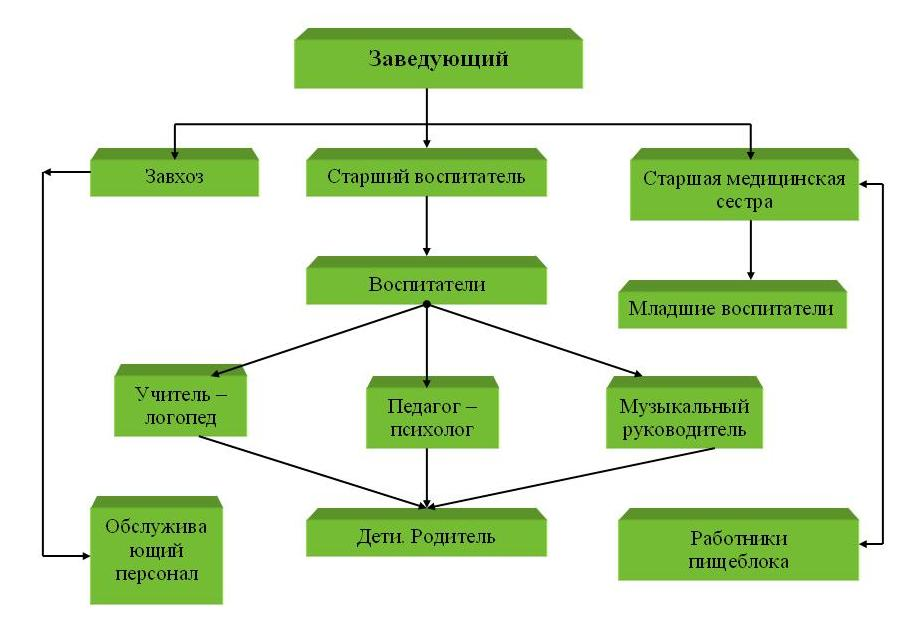 Заведующий
Завхоз
Старший воспитатель
Старшая медицинская
сестра
Воспитатели
Младшие воспитатели
Учитель –
логопед
Педагог –
психолог
Музыкальный
руководитель
Обслужива
ющий
персонал
Дети. Родитель
Работники
пищеблока